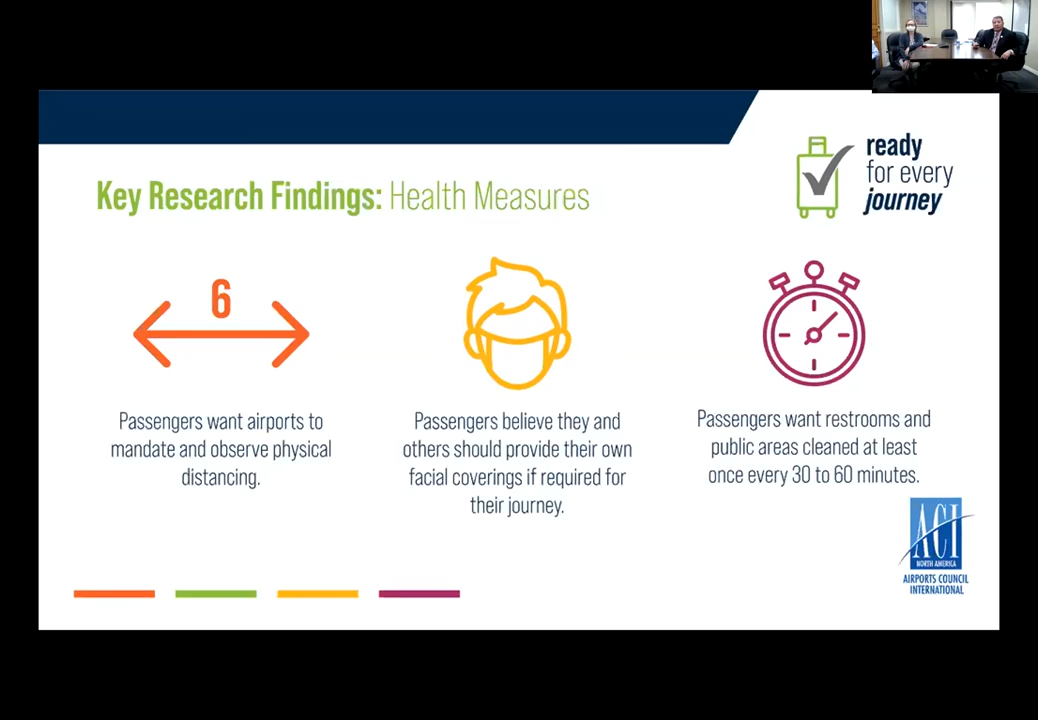 Key Research Findings: Health Measures
ready
for every
journey
6
Passengers want airports to
mandate and observe physical
distancing.
Passengers believe they and
others should provide their own
facial coverings if required for
their journey.
Passengers want restrooms and
public areas cleaned at least
once every 30 to 60 minutes.
ACI
NORTH AMERICA
AIRPORTS COUNCIL
INTERNATIONAL